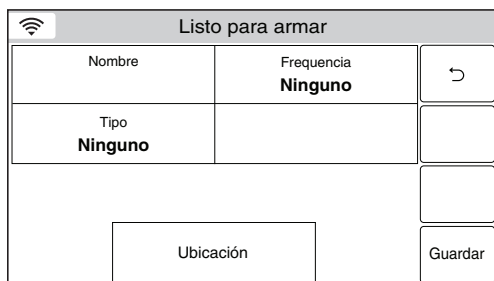 Listo para armar
Nombre
Frequencia
Ninguno
Tipo
Ninguno
Ubicación
Guardar